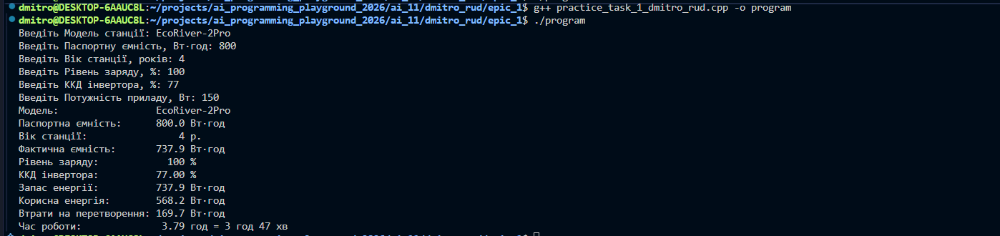 dmitro@DESKTOP-6AAUC8L:~/projects/ai_programming_playground_2026/ai_11/dmitro_rud/epic_1$ g++ practice_task_1_dmitro_rud.cpp -o program
dmitro@DESKTOP-6AAUC8L:~/projects/ai_programming_playground_2026/ai_11/dmitro_rud/epic_1$ ./program
Введіть Модель станції: EcoRiver-2Pro
Введіть Паспортну ємність, Вт·год: 800
Введіть Вік станції, років: 4
Введіть Рівень заряду, %: 100
Введіть ККД інвертора, %: 77
Введіть Потужність приладу, Вт: 150
Модель:                 EcoRiver-2Pro
Паспортна ємність:      800.0 Вт·год
Вік станції:                4 р.
Фактична ємність:       737.9 Вт·год
Рівень заряду:            100 %
ККД інвертора:          77.00 %
Запас енергії:          737.9 Вт·год
Корисна енергія:        568.2 Вт·год
Втрати на перетворення: 169.7 Вт·год
Час роботи:              3.79 год = 3 год 47 хв